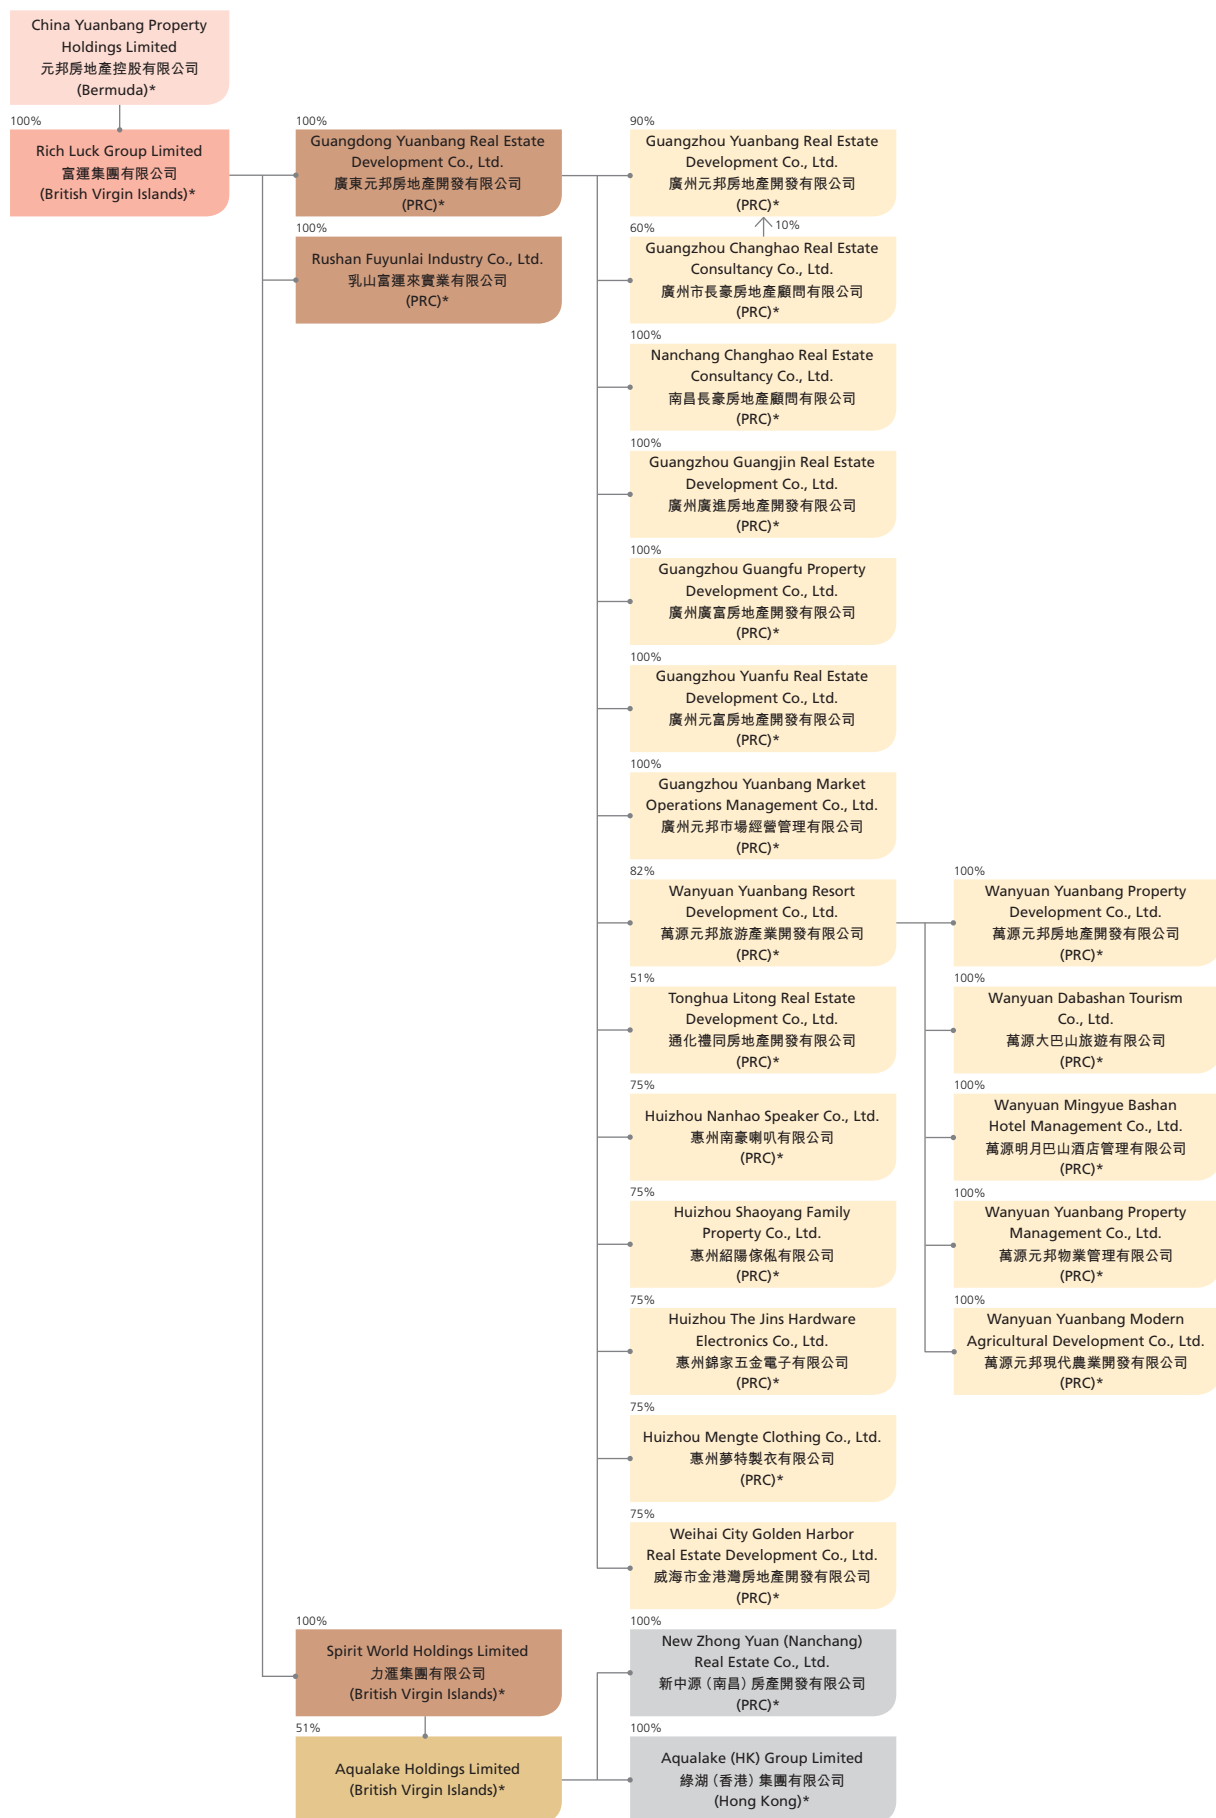 China Yuanbang Property
Holdings Limited
元邦房地產控股有限公司
(Bermuda)*
100%
Rich Luck Group Limited
富運集團有限公司
(British Virgin Islands)*
100%
Guangdong Yuanbang Real Estate
Development Co., Ltd.
廣東元邦房地產開發有限公司
(PRC)*
100%
Rushan Fuyunlai Industry Co., Ltd.
乳山富運來實業有限公司
(PRC)*
90%
Guangzhou Yuanbang Real Estate
Development Co., Ltd.
廣州元邦房地產開發有限公司
(PRC)*
10%
60%
Guangzhou Changhao Real Estate
Consultancy Co., Ltd.
廣州市長豪房地產顧問有限公司
(PRC)*
100%
Nanchang Changhao Real Estate
Consultancy Co., Ltd.
南昌長豪房地產顧問有限公司
(PRC)*
100%
Guangzhou Guangjin Real Estate
Development Co., Ltd.
廣州廣進房地產開發有限公司
(PRC)*
100%
Guangzhou Guangfu Property
Development Co., Ltd.
廣州廣富房地產開發有限公司
(PRC)*
100%
Guangzhou Yuanfu Real Estate
Development Co., Ltd.
廣州元富房地產開發有限公司
(PRC)*
100%
Guangzhou Yuanbang Market
Operations Management Co., Ltd.
廣州元邦市場經營管理有限公司
(PRC)*
82%
Wanyuan Yuanbang Resort
Development Co., Ltd.
萬源元邦旅游產業開發有限公司
(PRC)*
51%
Tonghua Litong Real Estate
Development Co., Ltd.
通化禮同房地產開發有限公司
(PRC)*
75%
Huizhou Nanhao Speaker Co., Ltd.
惠州南豪喇叭有限公司
(PRC)*
75%
Huizhou Shaoyang Family
Property Co., Ltd.
惠州紹陽傢俬有限公司
(PRC)*
75%
Huizhou The Jins Hardware
Electronics Co., Ltd.
惠州錦家五金電子有限公司
(PRC)*
75%
Huizhou Mengte Clothing Co., Ltd.
惠州夢特製衣有限公司
(PRC)*
75%
Weihai City Golden Harbor
Real Estate Development Co., Ltd.
威海市金港灣房地產開發有限公司
(PRC)*
100%
Wanyuan Yuanbang Property
Development Co., Ltd.
萬源元邦房地產開發有限公司
(PRC)*
100%
Wanyuan Dabashan Tourism
Co., Ltd.
萬源大巴山旅遊有限公司
(PRC)*
100%
Wanyuan Mingyue Bashan
Hotel Management Co., Ltd.
萬源明月巴山酒店管理有限公司
(PRC)*
100%
Wanyuan Yuanbang Property
Management Co., Ltd.
萬源元邦物業管理有限公司
(PRC)*
100%
Wanyuan Yuanbang Modern
Agricultural Development Co., Ltd.
萬源元邦現代農業開發有限公司
(PRC)*
100%
Spirit World Holdings Limited
力滙集團有限公司
(British Virgin Islands)*
51%
Aqualake Holdings Limited
(British Virgin Islands)*
100%
New Zhong Yuan (Nanchang)
Real Estate Co., Ltd.
新中源（南昌）房產開發有限公司
(PRC)*
100%
Aqualake (HK) Group Limited
綠湖（香港）集團有限公司
(Hong Kong)*